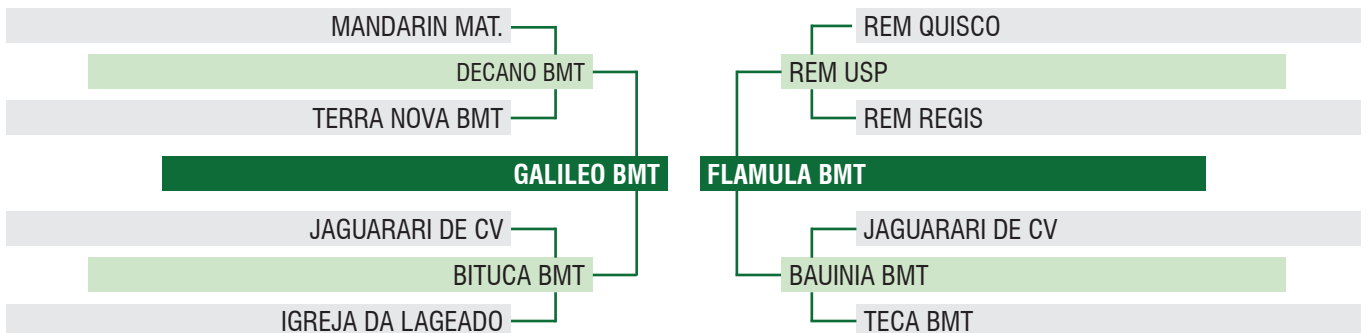 MANDARIN MAT.
DECANO BMT
TERRA NOVA BMT
GALILEO BMT
JAGUARARI DE CV
BITUCA BMT
IGREJA DA LAGEADO
REM QUISCO
REM USP
REM REGIS
FLAMULA BMT
JAGUARARI DE CV
BAUINIA BMT
TECA BMT